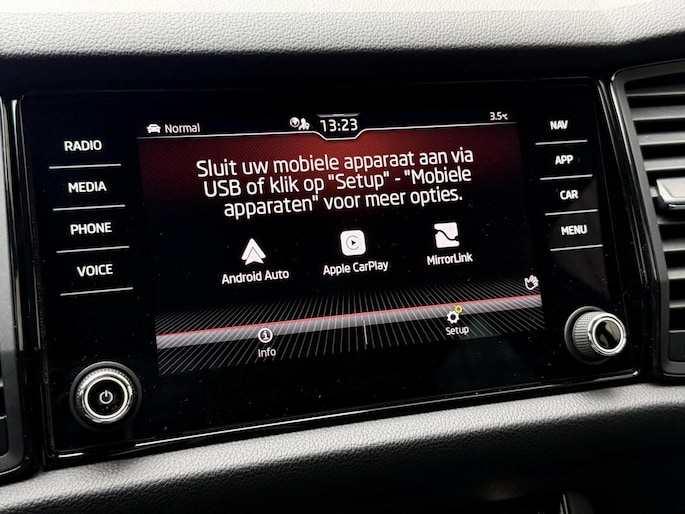 Normal
13:23
3.5°C
RADIO
MEDIA
PHONE
VOICE
Sluit uw mobiele apparaat aan via
USB of klik op "Setup" - "Mobiele
apparaten" voor meer opties.
Android Auto
Apple CarPlay
MirrorLink
Info
Setup
NAV
APP
CAR
MENU